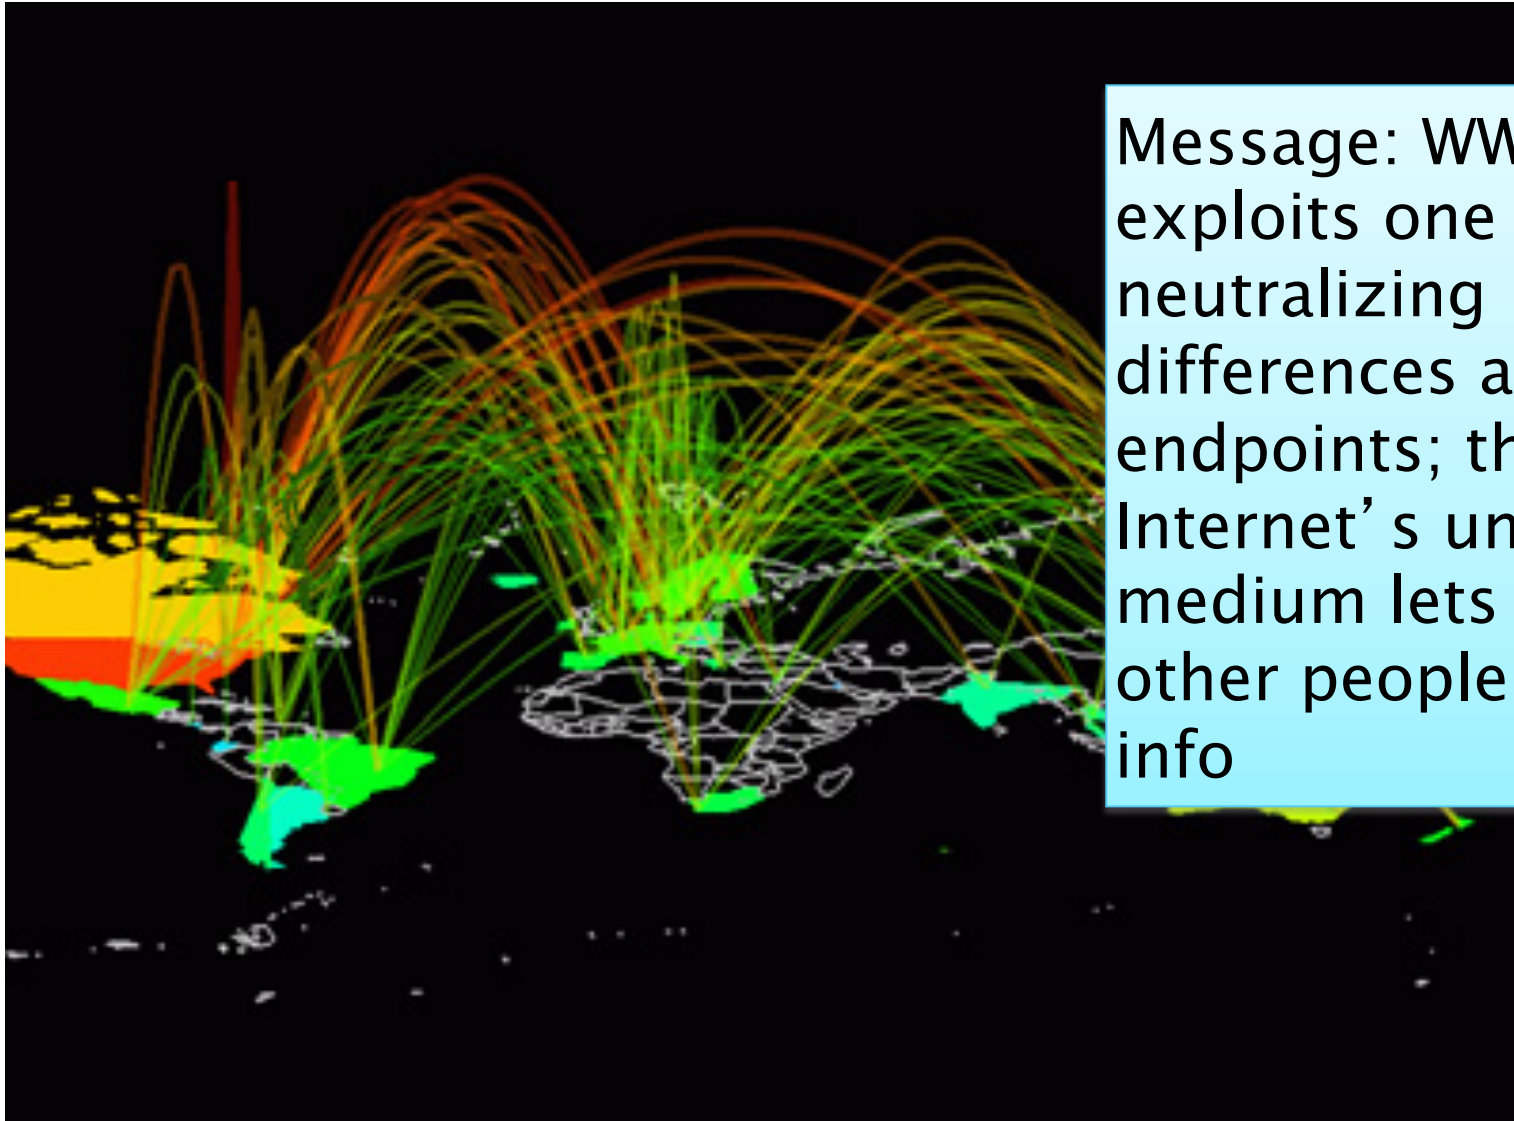 Message: WW
exploits one
neutralizing
differences a
endpoints; th
Internet’s un
medium lets
other people
info